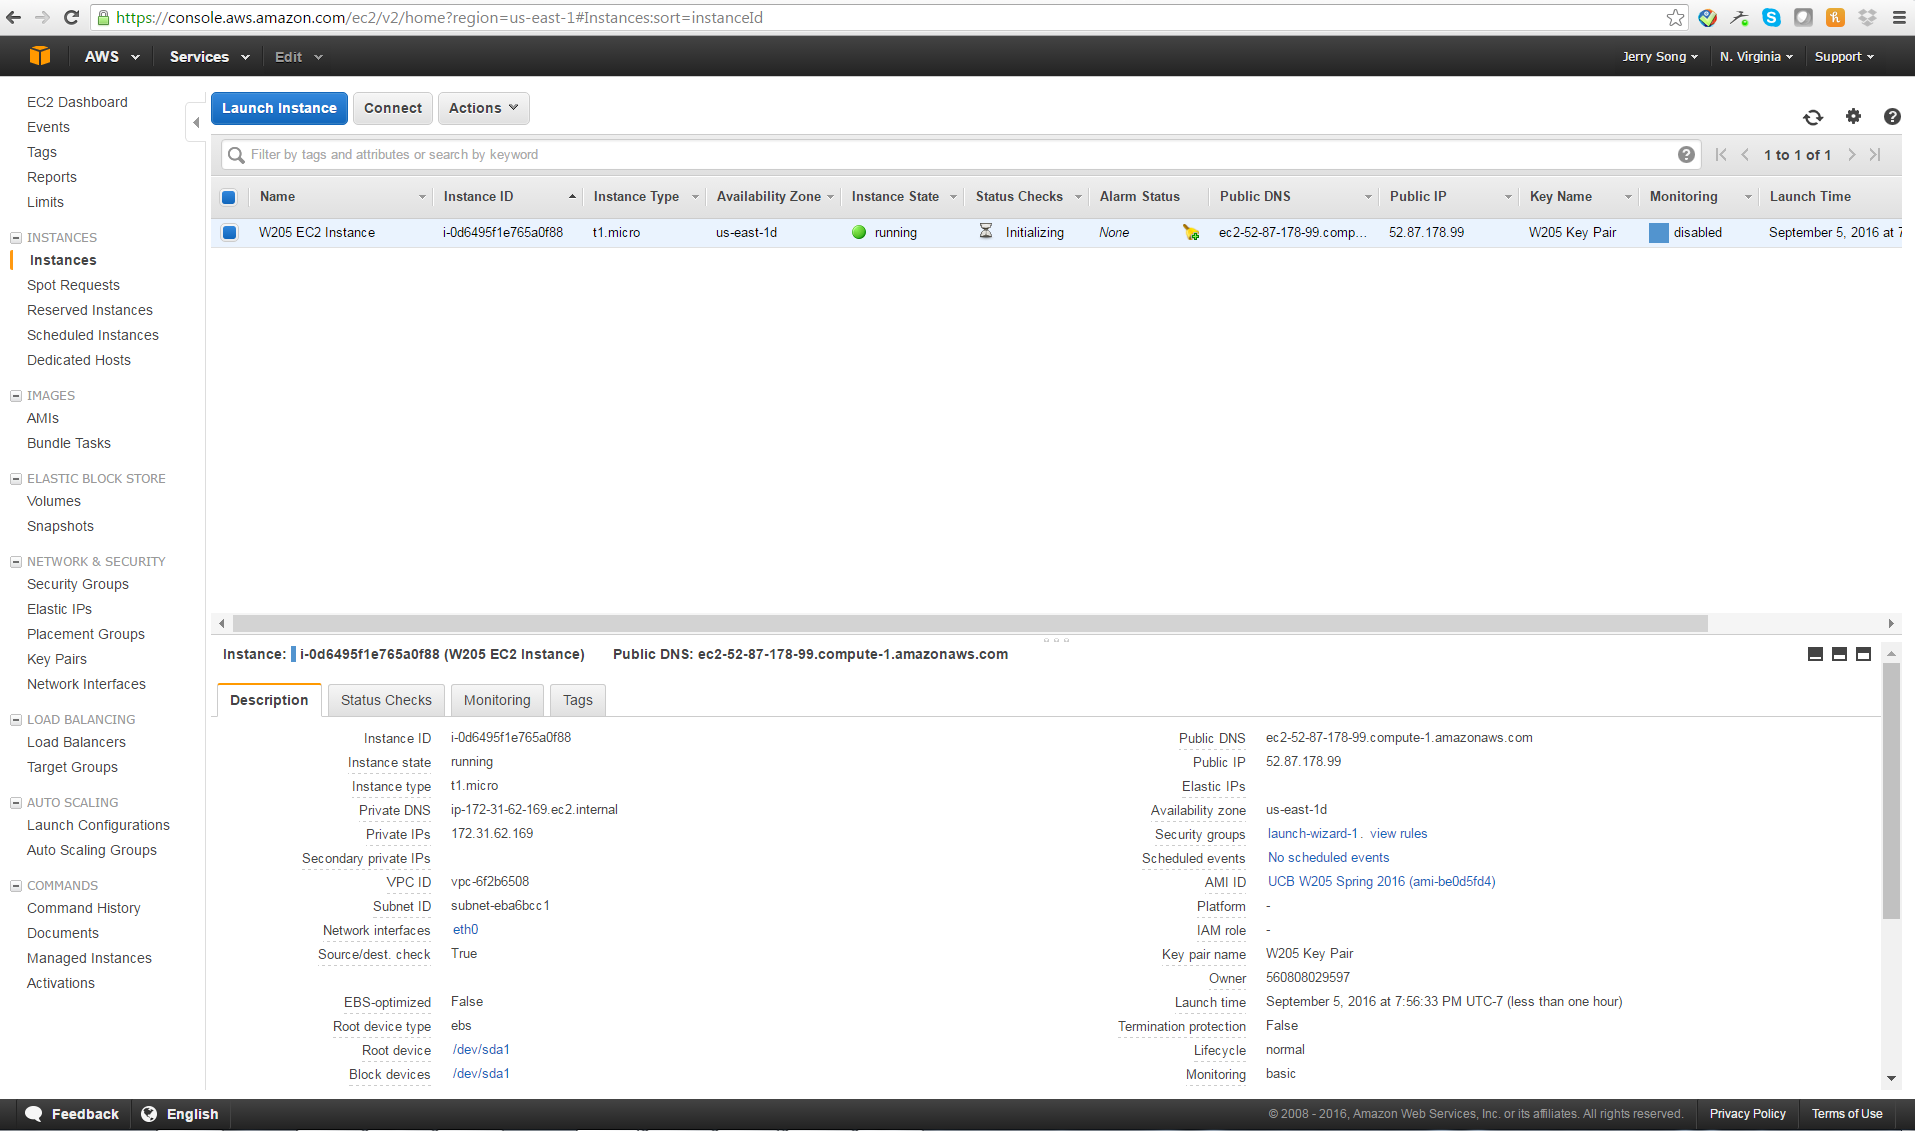 https://console.aws.amazon.com/ec2/v2/home?region=us-east-1#Instances:sort=instanceId
AWS Services Edit Jerry Song N. Virginia Support
EC2 Dashboard
Events
Tags
Reports
Limits
INSTANCES
Instances
Spot Requests
Reserved Instances
Scheduled Instances
Dedicated Hosts
IMAGES
AMIs
Bundle Tasks
ELASTIC BLOCK STORE
Volumes
Snapshots
NETWORK & SECURITY
Security Groups
Elastic IPs
Placement Groups
Key Pairs
Network Interfaces
LOAD BALANCING
Load Balancers
Target Groups
AUTO SCALING
Launch Configurations
Auto Scaling Groups
COMMANDS
Command History
Documents
Managed Instances
Activations
Launch Instance Connect Actions
Filter by tags and attributes or search by keyword 1 to 1 of 1
Name Instance ID Instance Type Availability Zone Instance State Status Checks Alarm Status Public DNS Public IP Key Name Monitoring Launch Time
W205 EC2 Instance i-0d6495f1e765a0f88 t1.micro us-east-1d running Initializing None ec2-52-87-178-99.comp... 52.87.178.99 W205 Key Pair disabled September 5, 2016 at 7
Instance: i-0d6495f1e765a0f88 (W205 EC2 Instance) Public DNS: ec2-52-87-178-99.compute-1.amazonaws.com
Description Status Checks Monitoring Tags
Instance ID i-0d6495f1e765a0f88 Public DNS ec2-52-87-178-99.compute-1.amazonaws.com
Instance state running Public IP 52.87.178.99
Instance type t1.micro Elastic IPs
Private DNS ip-172-31-62-169.ec2.internal Availability zone us-east-1d
Private IPs 172.31.62.169 Security groups launch-wizard-1. view rules
Secondary private IPs Scheduled events No scheduled events
VPC ID vpc-6f2b6508 AMI ID UCB W205 Spring 2016 (ami-be0d5fd4)
Subnet ID subnet-eba6bcc1 Platform -
Network interfaces eth0 IAM role -
Source/dest. check True Key pair name W205 Key Pair
Owner 560808029597
EBS-optimized False Launch time September 5, 2016 at 7:56:33 PM UTC-7 (less than one hour)
Root device type ebs Termination protection False
Root device /dev/sda1 Lifecycle normal
Block devices /dev/sda1 Monitoring basic
Feedback English © 2008 - 2016, Amazon Web Services, Inc. or its affiliates. All rights reserved. Privacy Policy Terms of Use